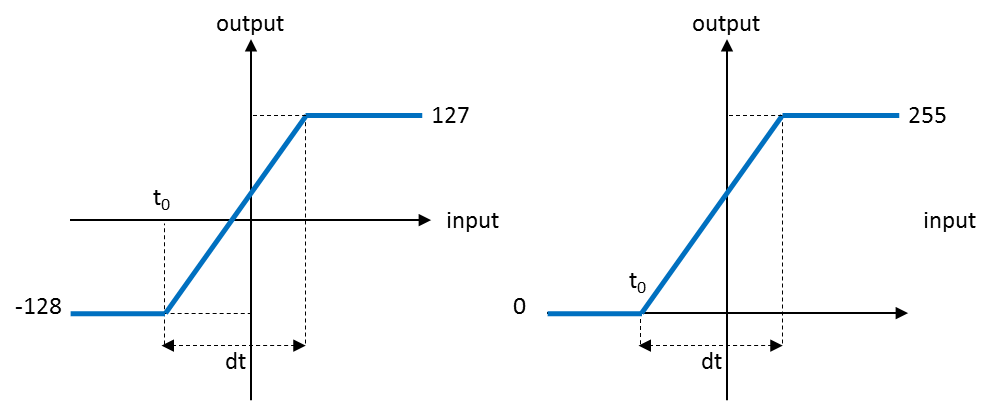 output
output
127
255
t₀
input
input
t₀
-128
0
dt
dt